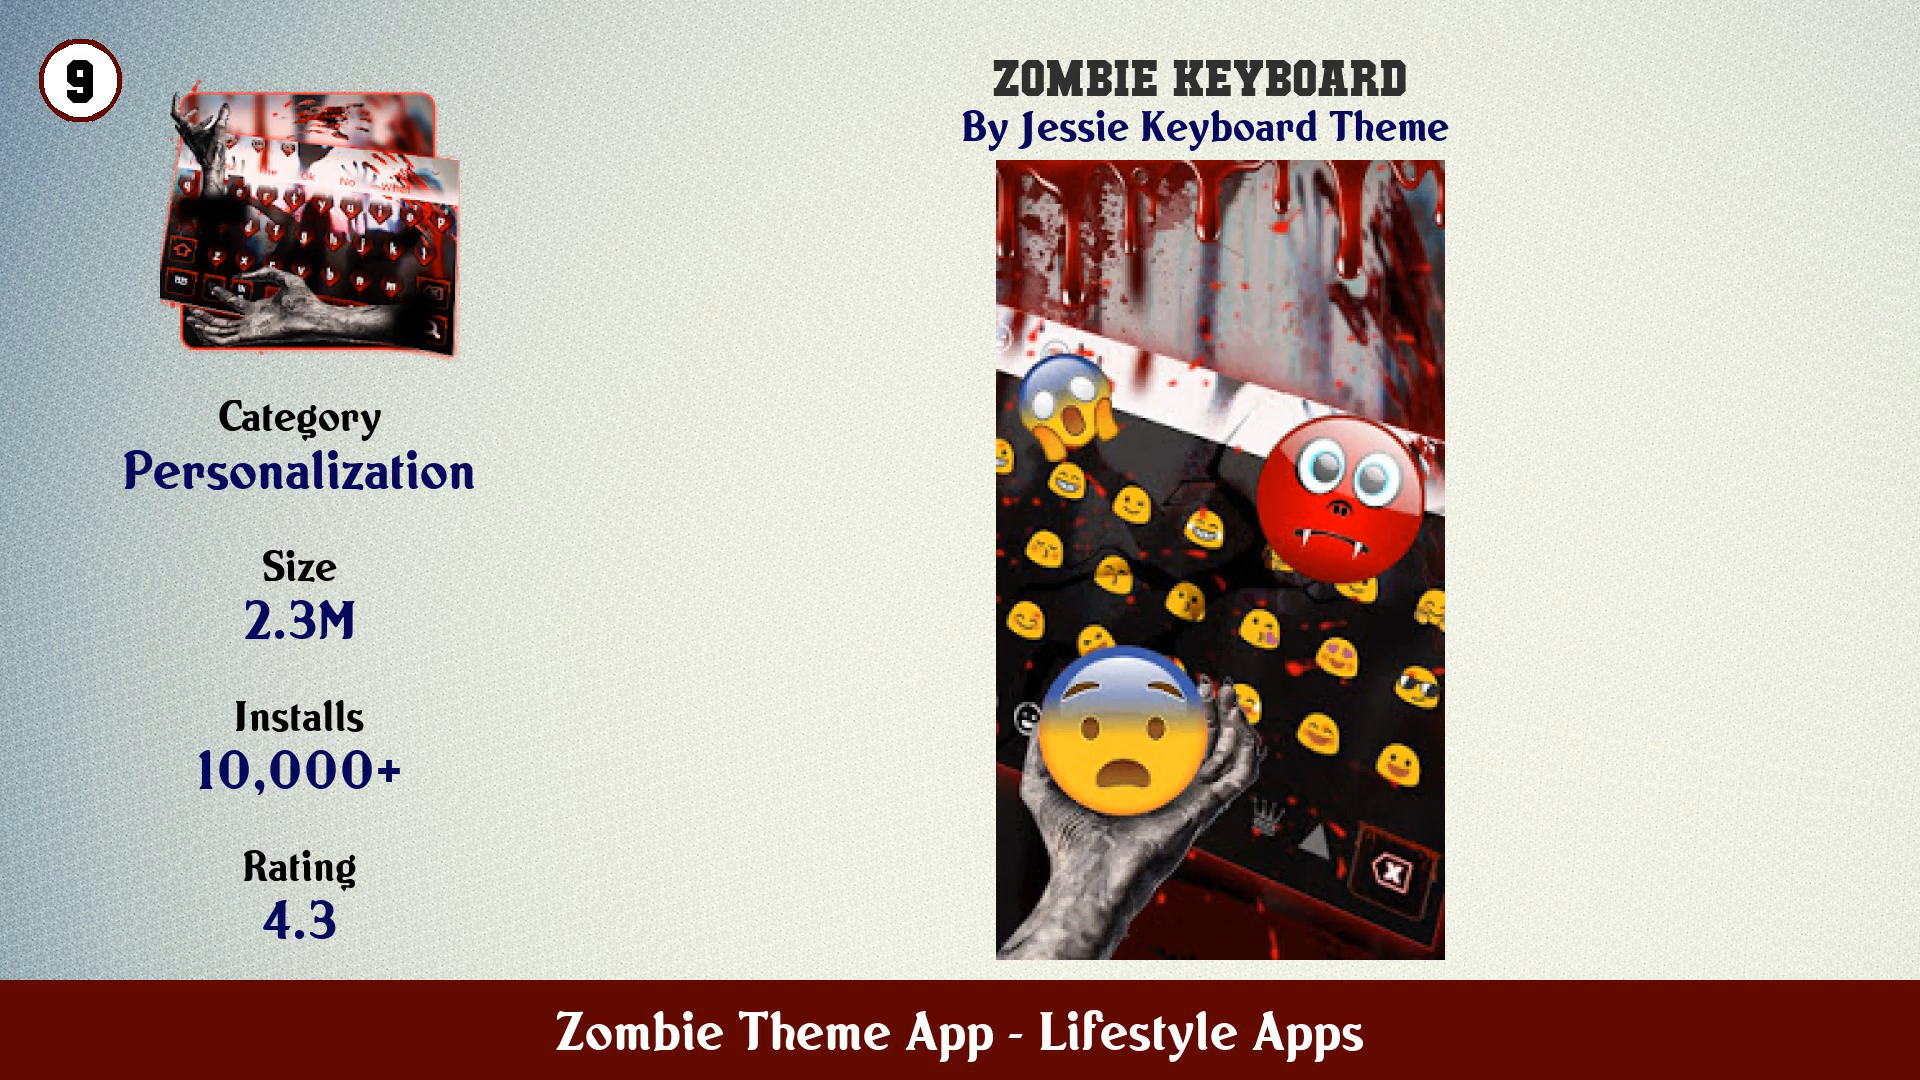 9
ZOMBIE KEYBOARD
By Jessie Keyboard Theme
Category
Personalization
Size
2.3M
Installs
10,000+
Rating
4.3
Zombie Theme App - Lifestyle Apps